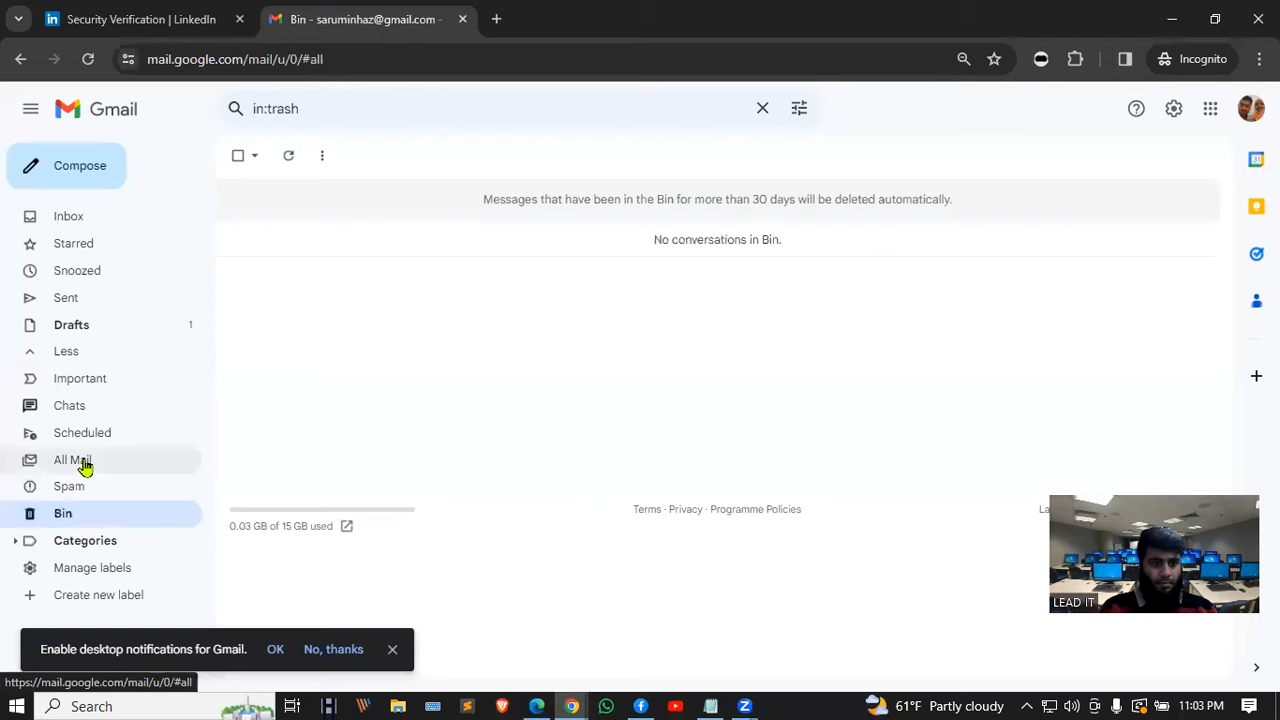 Security Verification | LinkedIn
Bin - saruminhaz@gmail.com -
mail.google.com/mail/u/0/#all
Incognito
Gmail
in:trash
Compose
Messages that have been in the Bin for more than 30 days will be deleted automatically.
Inbox
No conversations in Bin.
Starred
Snoozed
Sent
Drafts 1
Less
Important
Chats
Scheduled
All Mail
Spam
Bin
Terms · Privacy · Programme Policies
La
0.03 GB of 15 GB used
Categories
Manage labels
Create new label
LEAD IT
Enable desktop notifications for Gmail. OK No, thanks
https://mail.google.com/mail/u/0/#all
Search
61°F Partly cloudy
11:03 PM